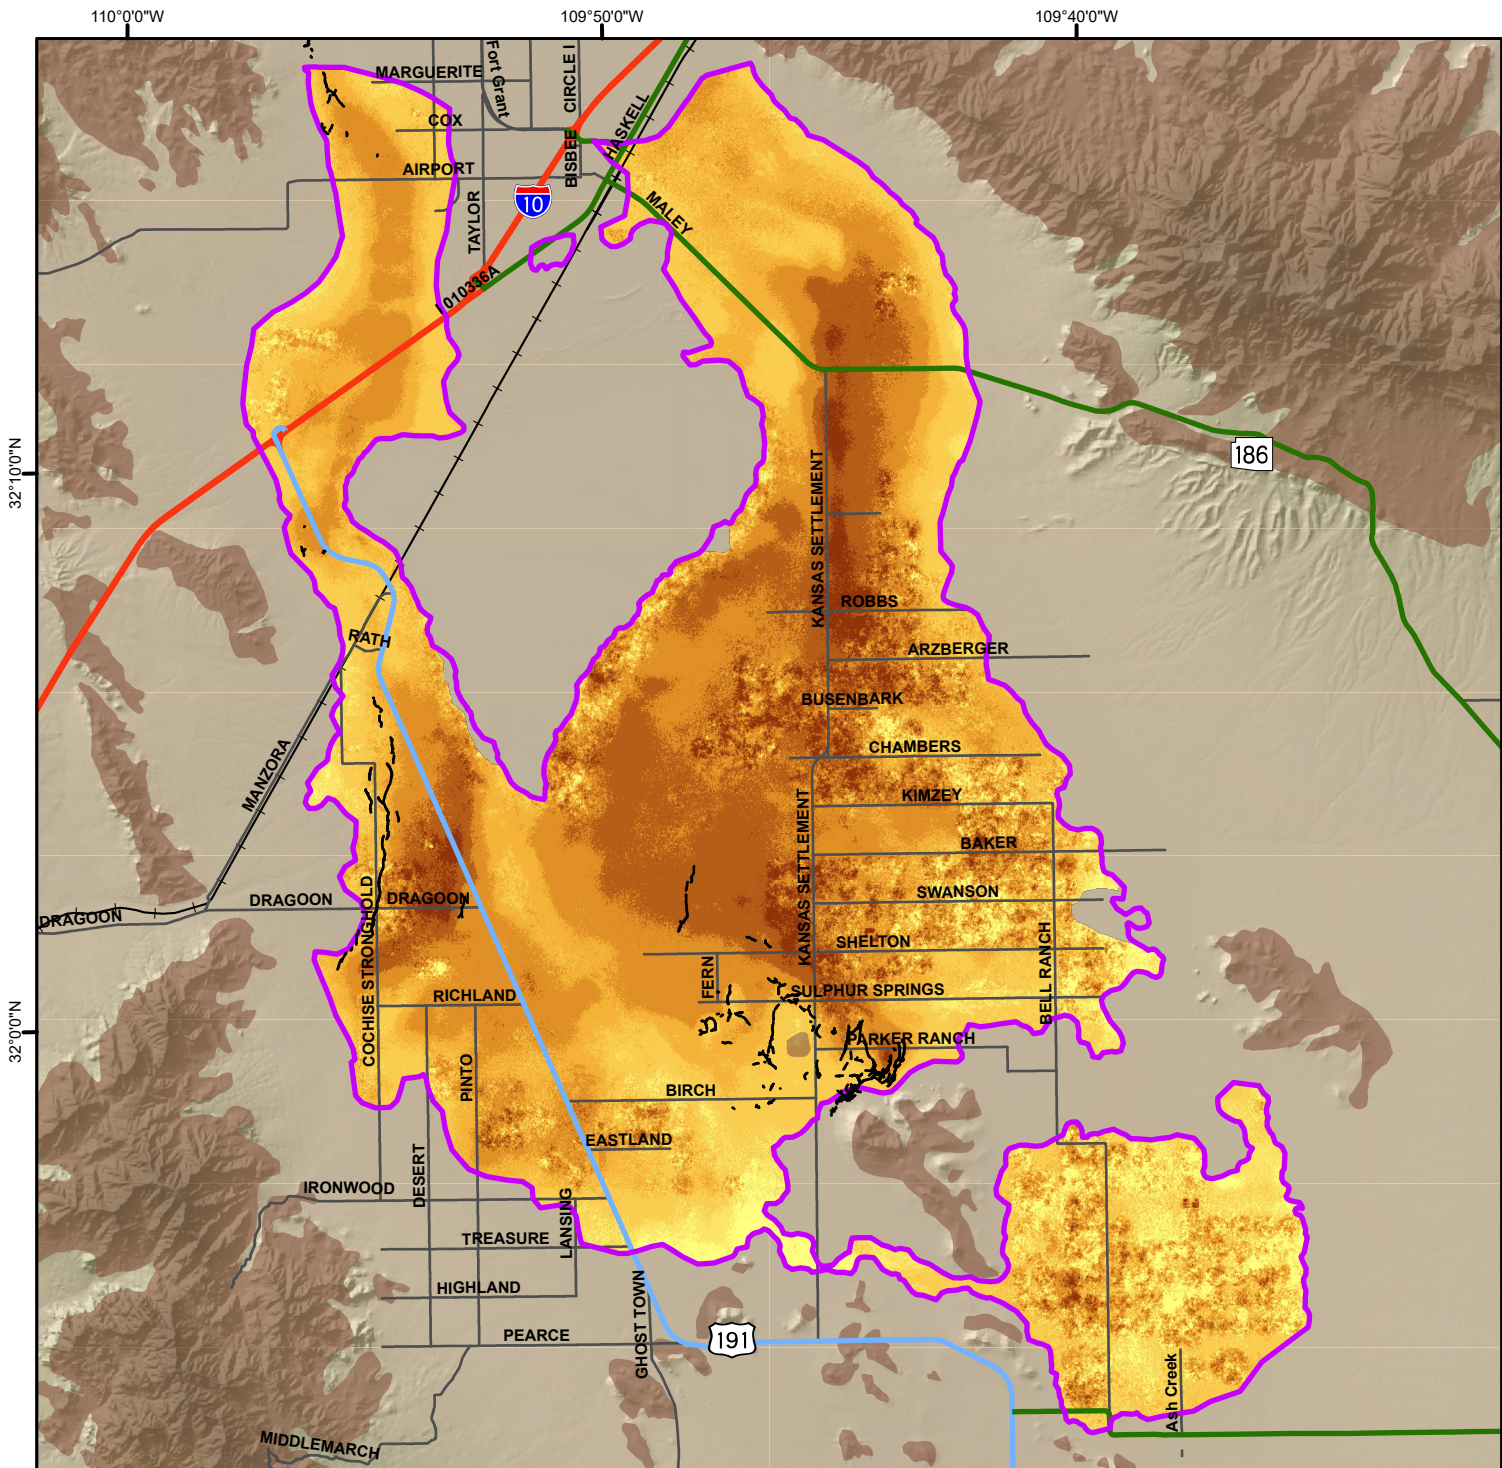 110°0'0"W
109°50'0"W
109°40'0"W
MARGUERITE
Fort Grant
CIRCLE I
COX
HASKELL
BISBEE
AIRPORT
10
TAYLOR
MALEY
I010336A
32°10'0"N
186
KANSAS SETTLEMENT
ROBBS
RATH
ARZBERGER
BUSENBARK
CHAMBERS
MANZORA
KIMZEY
KANSAS SETTLEMENT
BAKER
SWANSON
DRAGOON
DRAGOON
DRAGOON
COCHISE STRONGHOLD
SHELTON
FERN
BELL RANCH
SULPHUR SPRINGS
RICHLAND
32°0'0"N
PARKER RANCH
PINTO
BIRCH
EASTLAND
DESERT
IRONWOOD
LANSING
TREASURE
HIGHLAND
GHOST TOWN
PEARCE
191
Ash Creek
MIDDLEMARCH